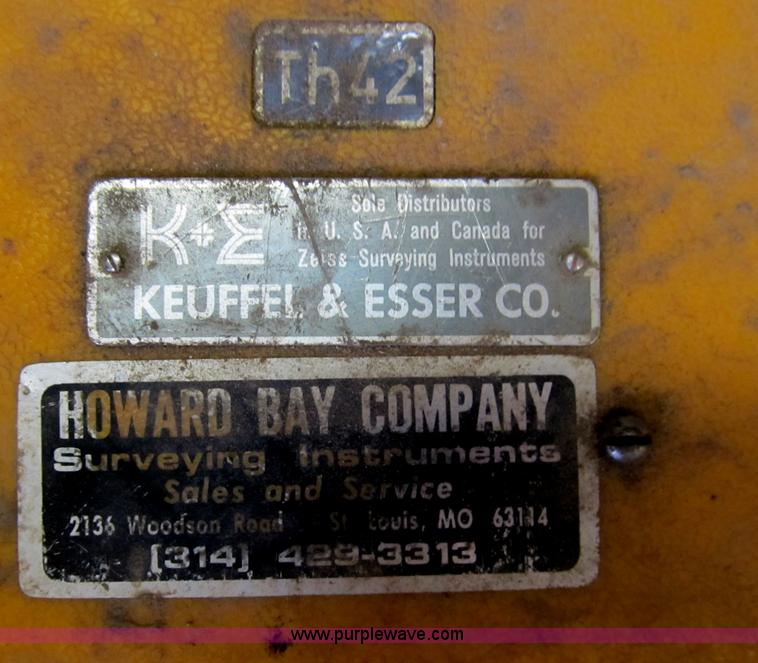 Th42
K+E
Sole Distributors
in U. S. A. and Canada for
Zeiss Surveying Instruments
KEUFFEL & ESSER CO.
HOWARD BAY COMPANY
Surveying Instruments
Sales and Service
2136 Woodson Road St. Louis, MO 63114
(314) 429-3313
www.purplewave.com